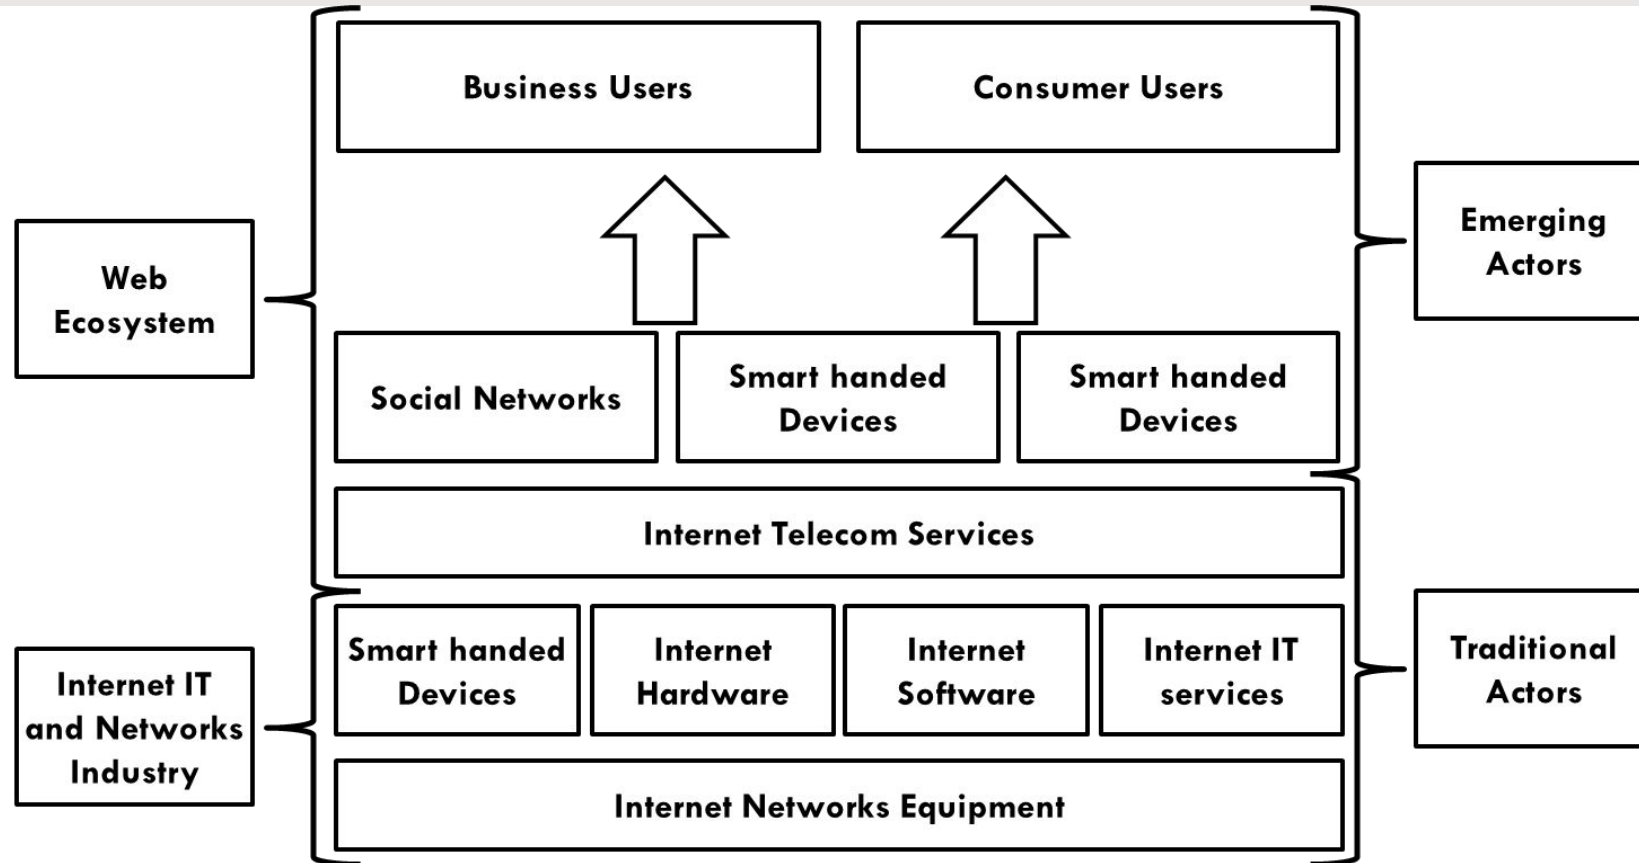 Business Users
Consumer Users
Web
Ecosystem
Emerging
Actors
Social Networks
Smart handed
Devices
Smart handed
Devices
Internet Telecom Services
Internet IT
and Networks
Industry
Smart handed
Devices
Internet
Hardware
Internet
Software
Internet IT
services
Traditional
Actors
Internet Networks Equipment